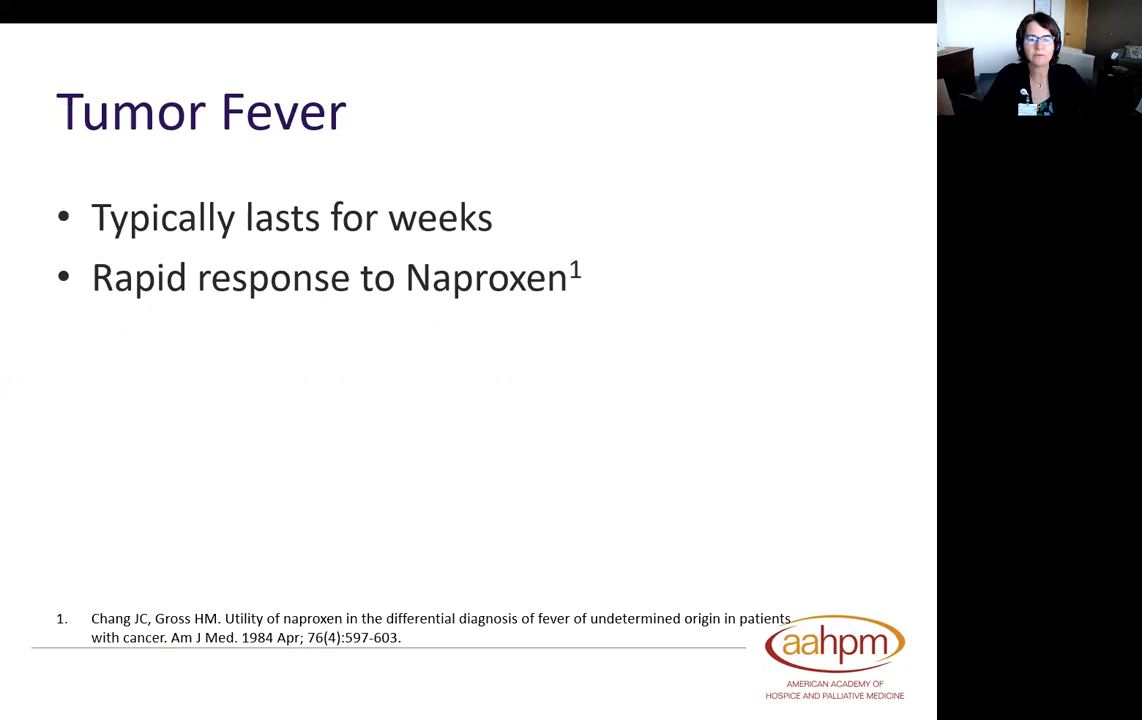 Tumor Fever
• Typically lasts for weeks
• Rapid response to Naproxen¹
1. Chang JC, Gross HM. Utility of naproxen in the differential diagnosis of fever of undetermined origin in patients
with cancer. Am J Med. 1984 Apr; 76(4):597-603.
aahpm
AMERICAN ACADEMY OF
HOSPICE AND PALLIATIVE MEDICINE